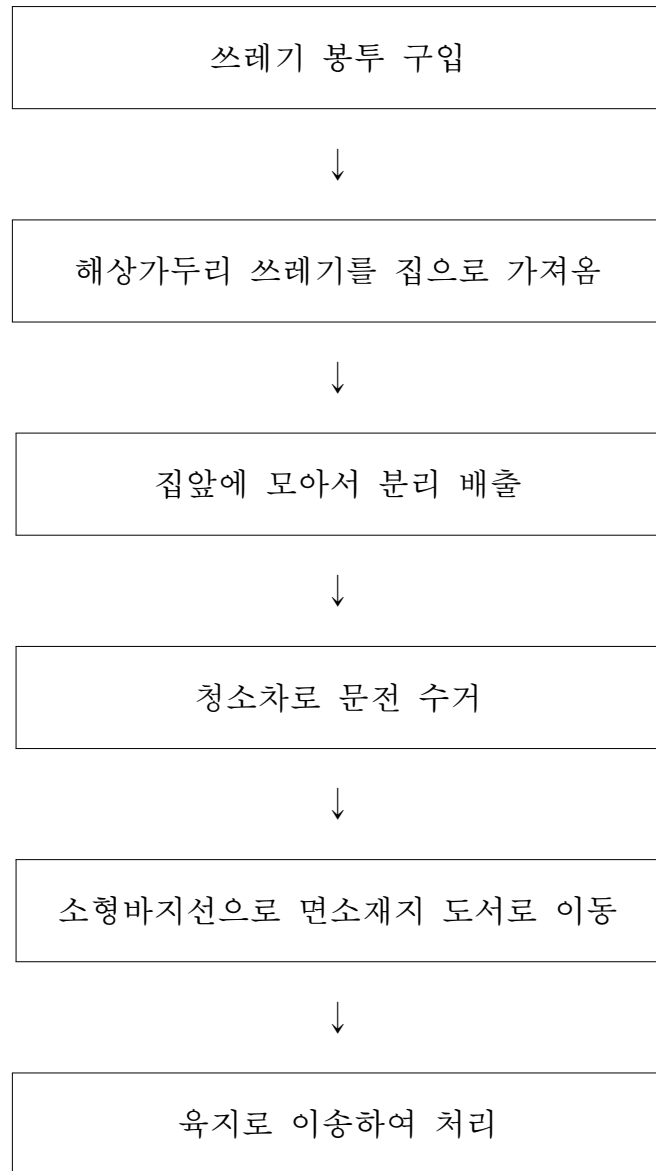 쓰레기 봉투 구입
↓
해상가두리 쓰레기를 집으로 가져옴
↓
집앞에 모아서 분리 배출
↓
청소차로 문전 수거
↓
소형바지선으로 면소재지 도서로 이동
↓
육지로 이송하여 처리